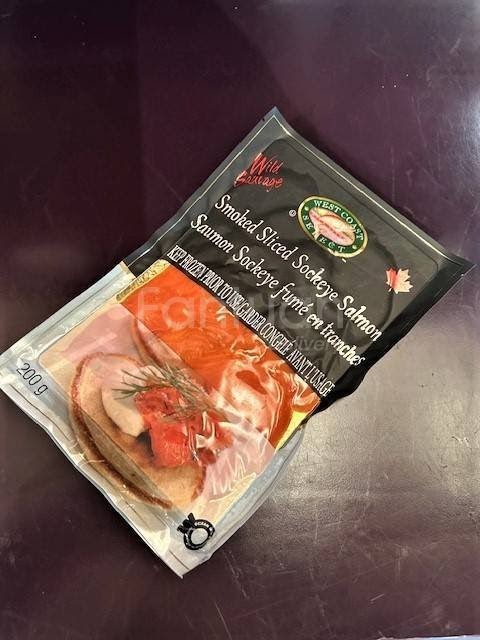 Wild
Sauvage
WEST COAST
SELECT
Smoked Sliced Sockeye Salmon
Saumon Sockeye fumé en tranches
KEEP FROZEN PRIOR TO USE/GARDER CONGELÉ AVANT L'USAGE
200 g